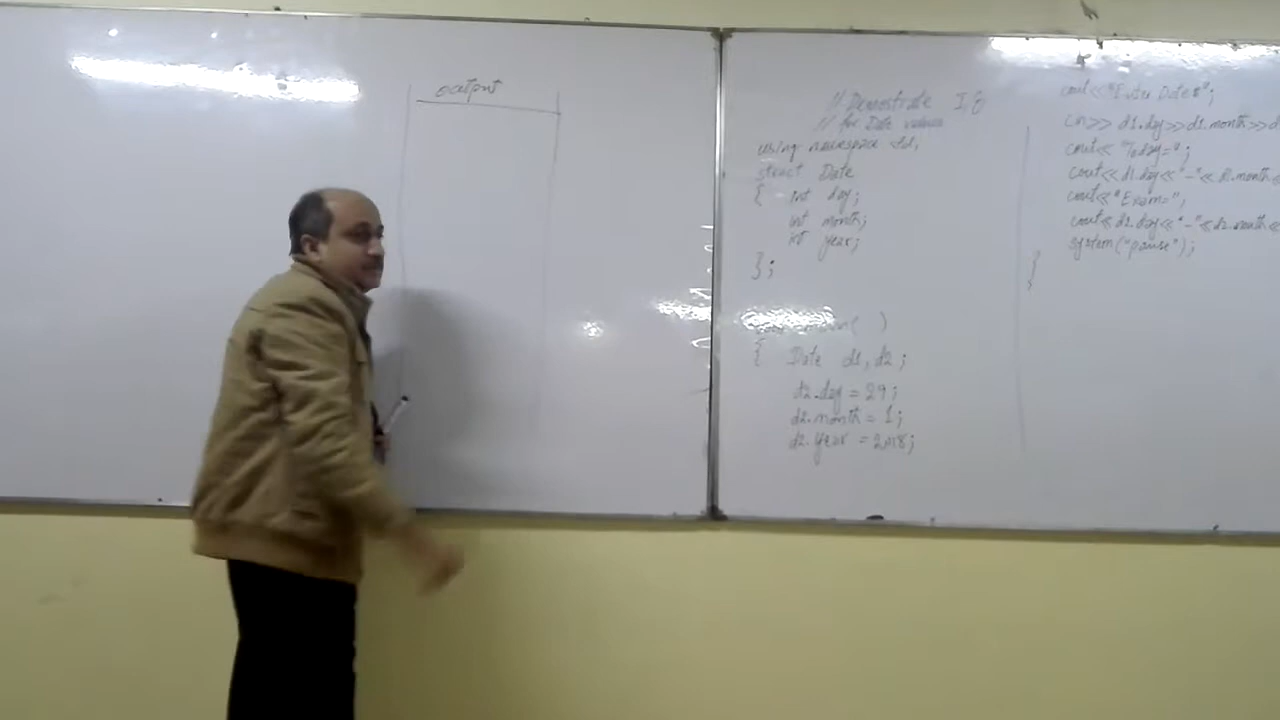 output
// Demostrate I/O
// for Date values
using namespace std;
struct Date
{ int day;
int month;
int year;
};
main( )
{ Date d1, d2;
d2.day = 29;
d2.month = 1;
d2.year = 2018;
cout<<"Enter Date";
cin>> d1.day>>d1.month>>d
cout<< "Today=";
cout<<d1.day<<"-"<<d1.month<<
cout<<"Exam=";
cout<<d2.day<<"-"<<d2.month<<
system("pause");
}